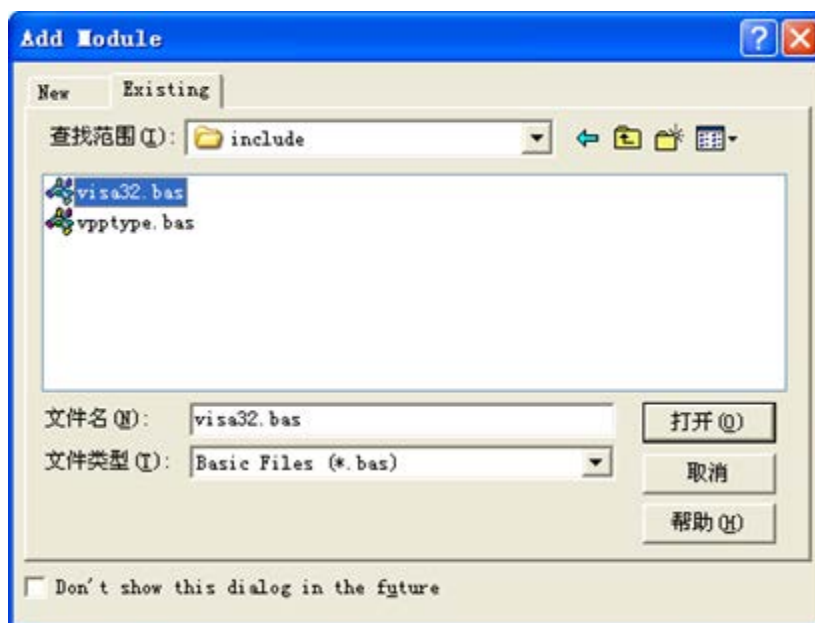 Add Module
New Existing
查找范围(I): include
visa32.bas
vpptype.bas
文件名(N): visa32.bas 打开(O)
文件类型(T): Basic Files (*.bas) 取消
帮助(H)
Don't show this dialog in the future